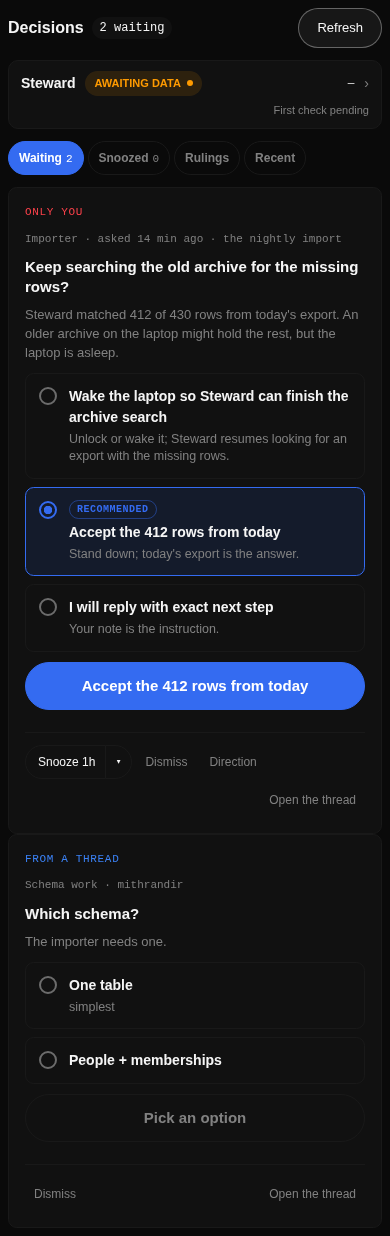 Decisions 2 waiting Refresh
Steward AWAITING DATA – ›
First check pending
Waiting 2 Snoozed 0 Rulings Recent
ONLY YOU
Importer · asked 14 min ago · the nightly import
Keep searching the old archive for the missing
rows?
Steward matched 412 of 430 rows from today's export. An
older archive on the laptop might hold the rest, but the
laptop is asleep.
Wake the laptop so Steward can finish the
archive search
Unlock or wake it; Steward resumes looking for an
export with the missing rows.
RECOMMENDED
Accept the 412 rows from today
Stand down; today's export is the answer.
I will reply with exact next step
Your note is the instruction.
Accept the 412 rows from today
Snooze 1h Dismiss Direction
Open the thread
FROM A THREAD
Schema work · mithrandir
Which schema?
The importer needs one.
One table
simplest
People + memberships
Pick an option
Dismiss Open the thread